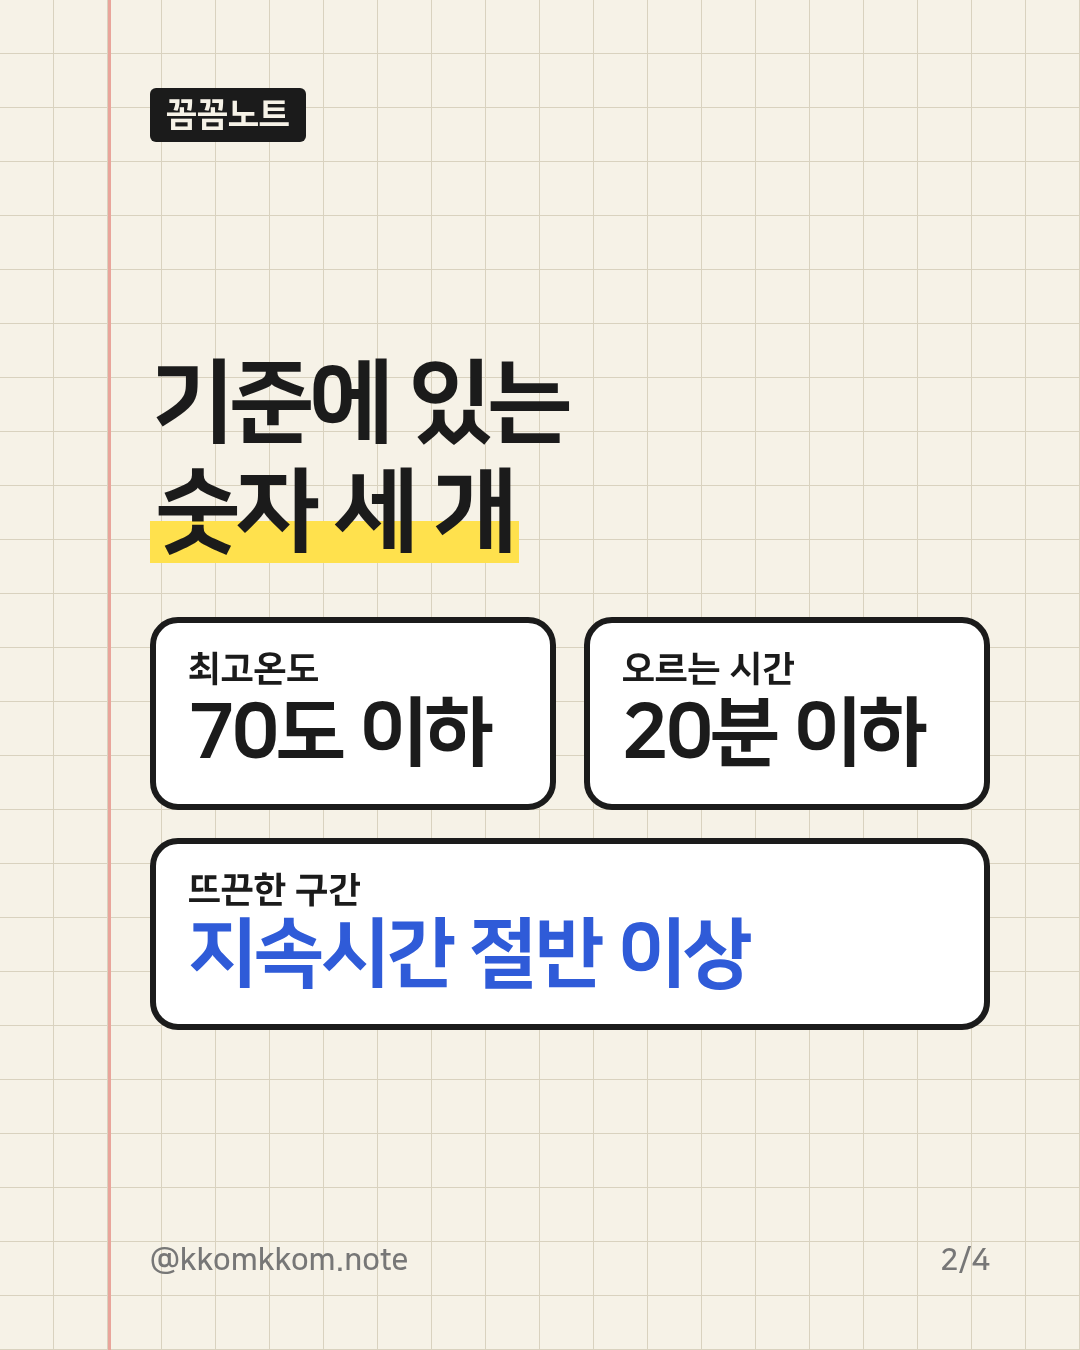 꼼꼼노트
기준에 있는
숫자 세 개
최고온도
70도 이하
오르는 시간
20분 이하
뜨끈한 구간
지속시간 절반 이상
@kkomkkom.note
2/4